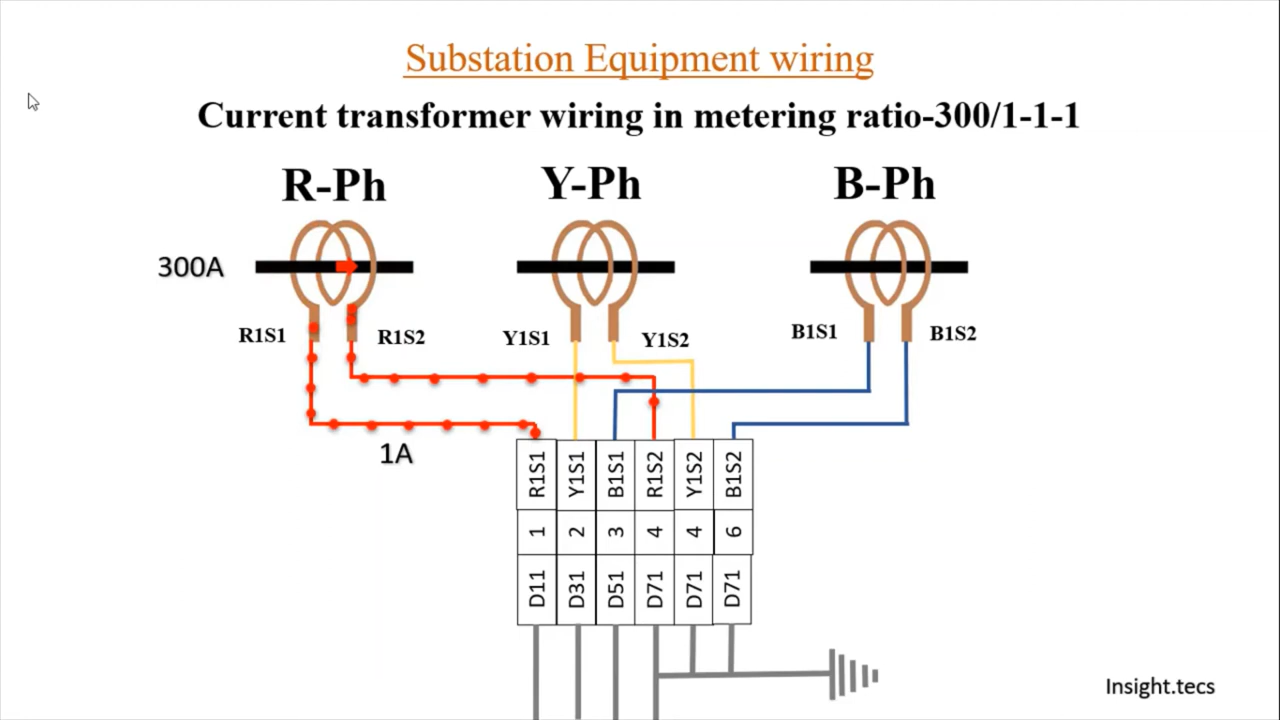 Substation Equipment wiring
Current transformer wiring in metering ratio-300/1-1-1
R-Ph
Y-Ph
B-Ph
300A
R1S1
R1S2
Y1S1
Y1S2
B1S1
B1S2
1A
R1S1 Y1S1 B1S1 R1S2 Y1S2 B1S2
1 2 3 4 4 6
D11 D31 D51 D71 D71 D71
Insight.tecs